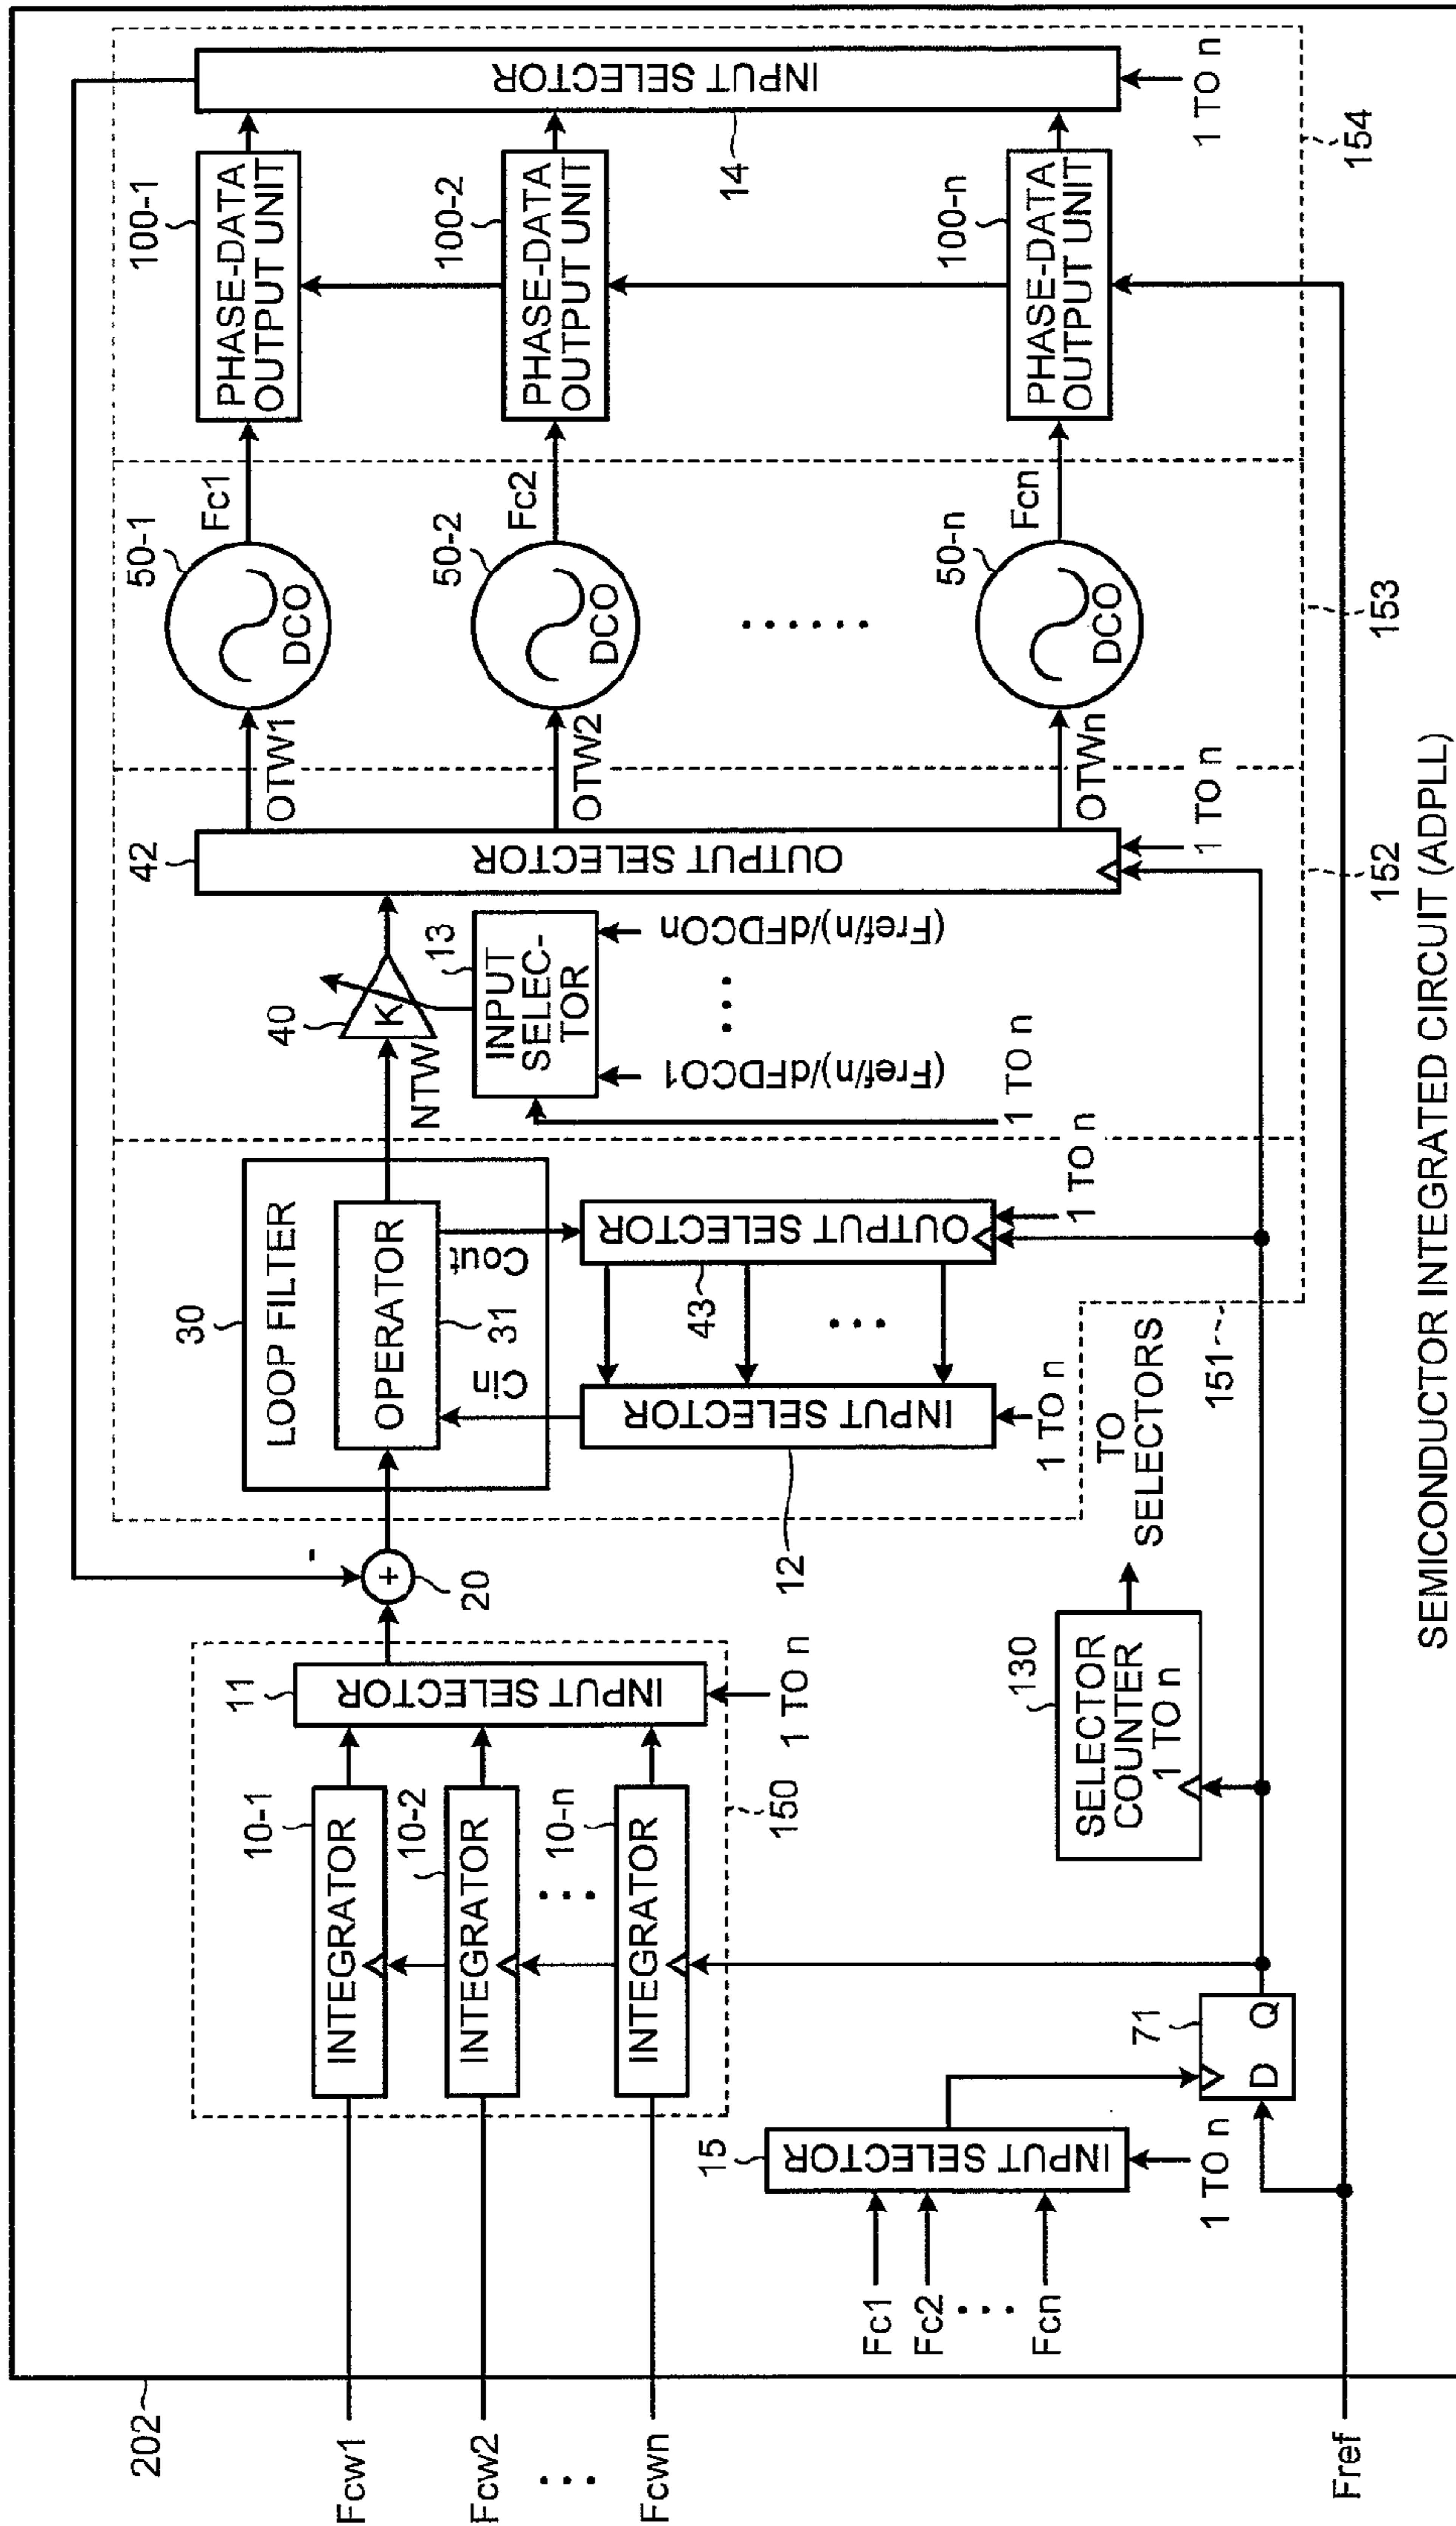 202
Fcw1
Fcw2
...
Fcwn
Fref
10-1
INTEGRATOR
10-2
INTEGRATOR
...
10-n
INTEGRATOR
11
INPUT SELECTOR
1 TO n
150
Fc1
Fc2
...
Fcn
15
INPUT SELECTOR
1 TO n
71
D Q
130
SELECTOR
COUNTER
1 TO n
TO
SELECTORS
-
+
20
30
LOOP FILTER
OPERATOR
31
Cin
Cout
12
INPUT SELECTOR
1 TO n
...
43
OUTPUT SELECTOR
1 TO n
151
NTW
40
K
13
INPUT
SELEC-
TOR
1 TO n
(Fref/n)/dFDCO1
...
(Fref/n)/dFDCOn
42
OUTPUT SELECTOR
1 TO n
152
OTW1
OTW2
OTWn
50-1
DCO
50-2
DCO
......
50-n
DCO
153
Fc1
Fc2
Fcn
100-1
PHASE-DATA
OUTPUT UNIT
100-2
PHASE-DATA
OUTPUT UNIT
100-n
PHASE-DATA
OUTPUT UNIT
14
INPUT SELECTOR
1 TO n
154
SEMICONDUCTOR INTEGRATED CIRCUIT (ADPLL)